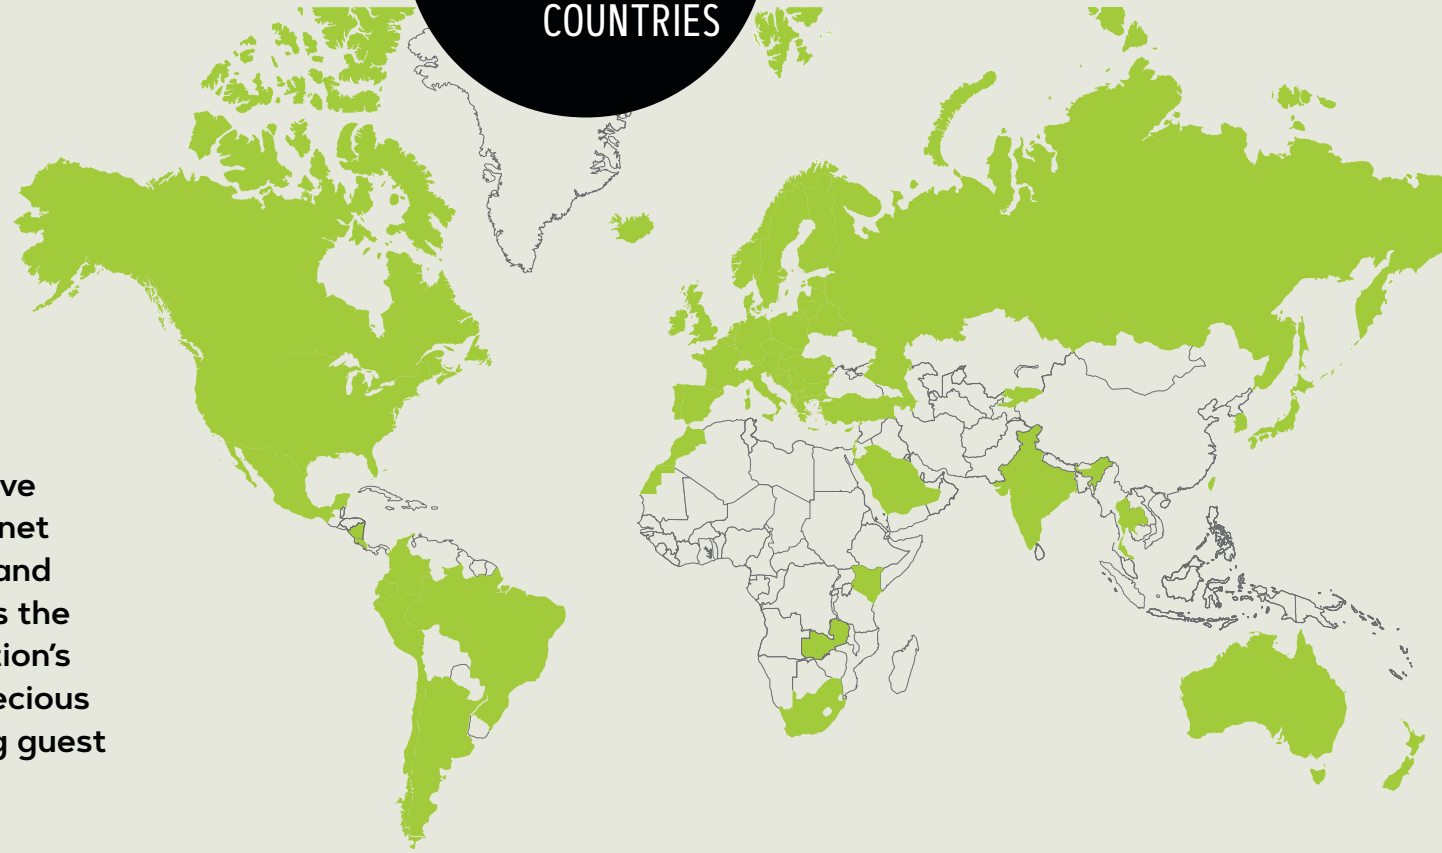 COUNTRIES
ve
net
and
s the
tion's
ecious
g guest